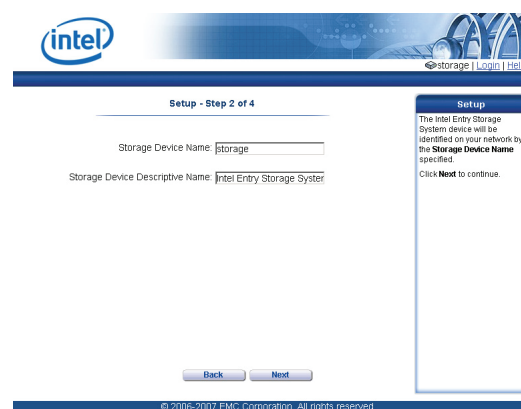 intel
storage | Login | Hel
Setup - Step 2 of 4
Storage Device Name: storage
Storage Device Descriptive Name: Intel Entry Storage System
Back Next
Setup
The Intel Entry Storage
System device will be
identified on your network by
the Storage Device Name
specified.
Click Next to continue.
© 2006-2007 EMC Corporation. All rights reserved.